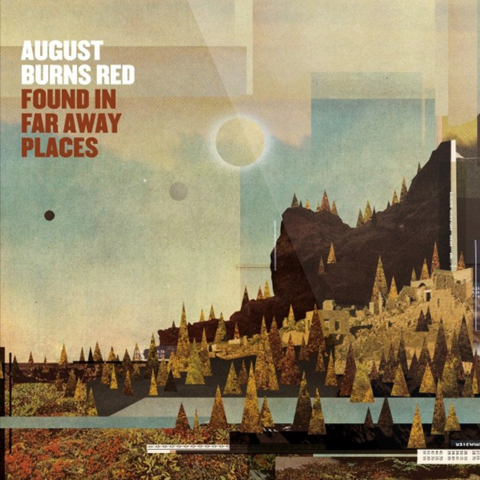 AUGUST
BURNS RED
FOUND IN
FAR AWAY
PLACES